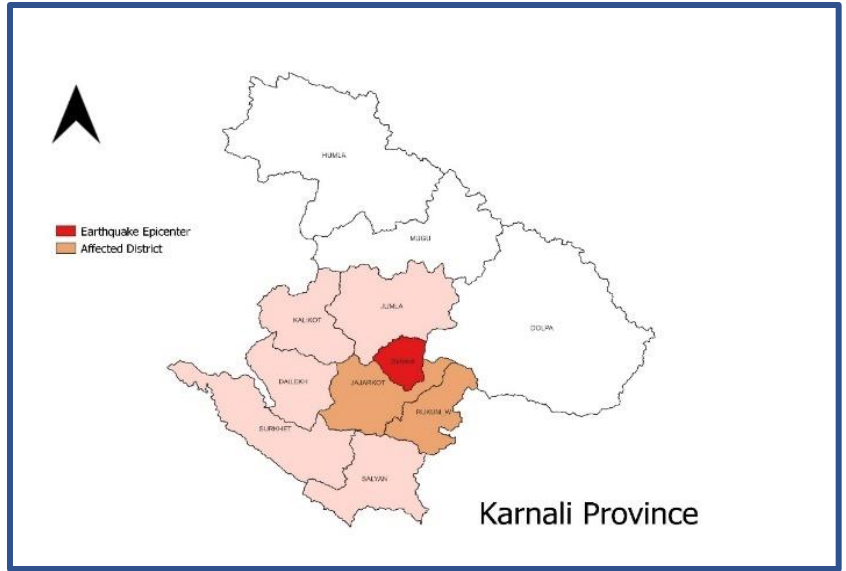 HUMLA
MUGU
Earthquake Epicenter
Affected District
JUMLA
KALIKOT
DOLPA
DAILEKH
JAJARKOT
RUKUM_W
SURKHET
SALYAN
Karnali Province